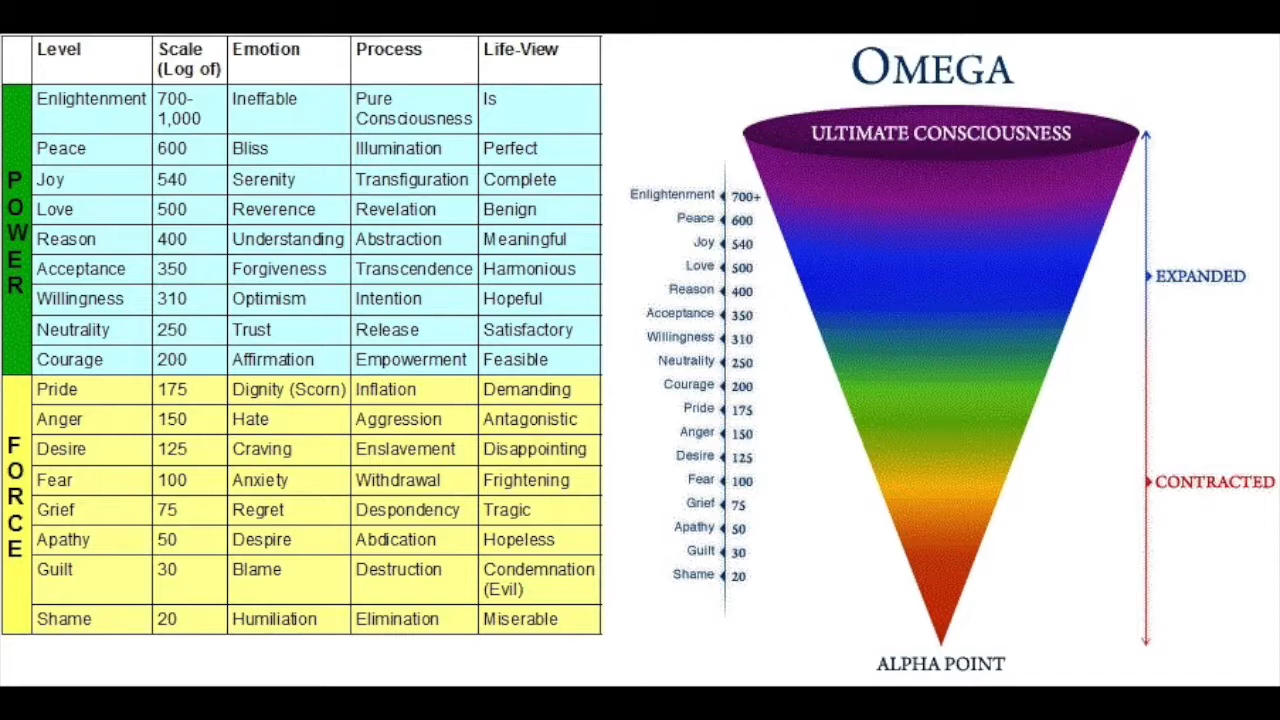 Level Scale Emotion Process Life-View
(Log of)
POWER
Enlightenment 700- Ineffable Pure Is
1,000 Consciousness
Peace 600 Bliss Illumination Perfect
Joy 540 Serenity Transfiguration Complete
Love 500 Reverence Revelation Benign
Reason 400 Understanding Abstraction Meaningful
Acceptance 350 Forgiveness Transcendence Harmonious
Willingness 310 Optimism Intention Hopeful
Neutrality 250 Trust Release Satisfactory
Courage 200 Affirmation Empowerment Feasible
FORCE
Pride 175 Dignity (Scorn) Inflation Demanding
Anger 150 Hate Aggression Antagonistic
Desire 125 Craving Enslavement Disappointing
Fear 100 Anxiety Withdrawal Frightening
Grief 75 Regret Despondency Tragic
Apathy 50 Despire Abdication Hopeless
Guilt 30 Blame Destruction Condemnation
(Evil)
Shame 20 Humiliation Elimination Miserable
OMEGA
ULTIMATE CONSCIOUSNESS
Enlightenment 700+
Peace 600
Joy 540
Love 500
Reason 400
Acceptance 350
Willingness 310
Neutrality 250
Courage 200
Pride 175
Anger 150
Desire 125
Fear 100
Grief 75
Apathy 50
Guilt 30
Shame 20
EXPANDED
CONTRACTED
ALPHA POINT